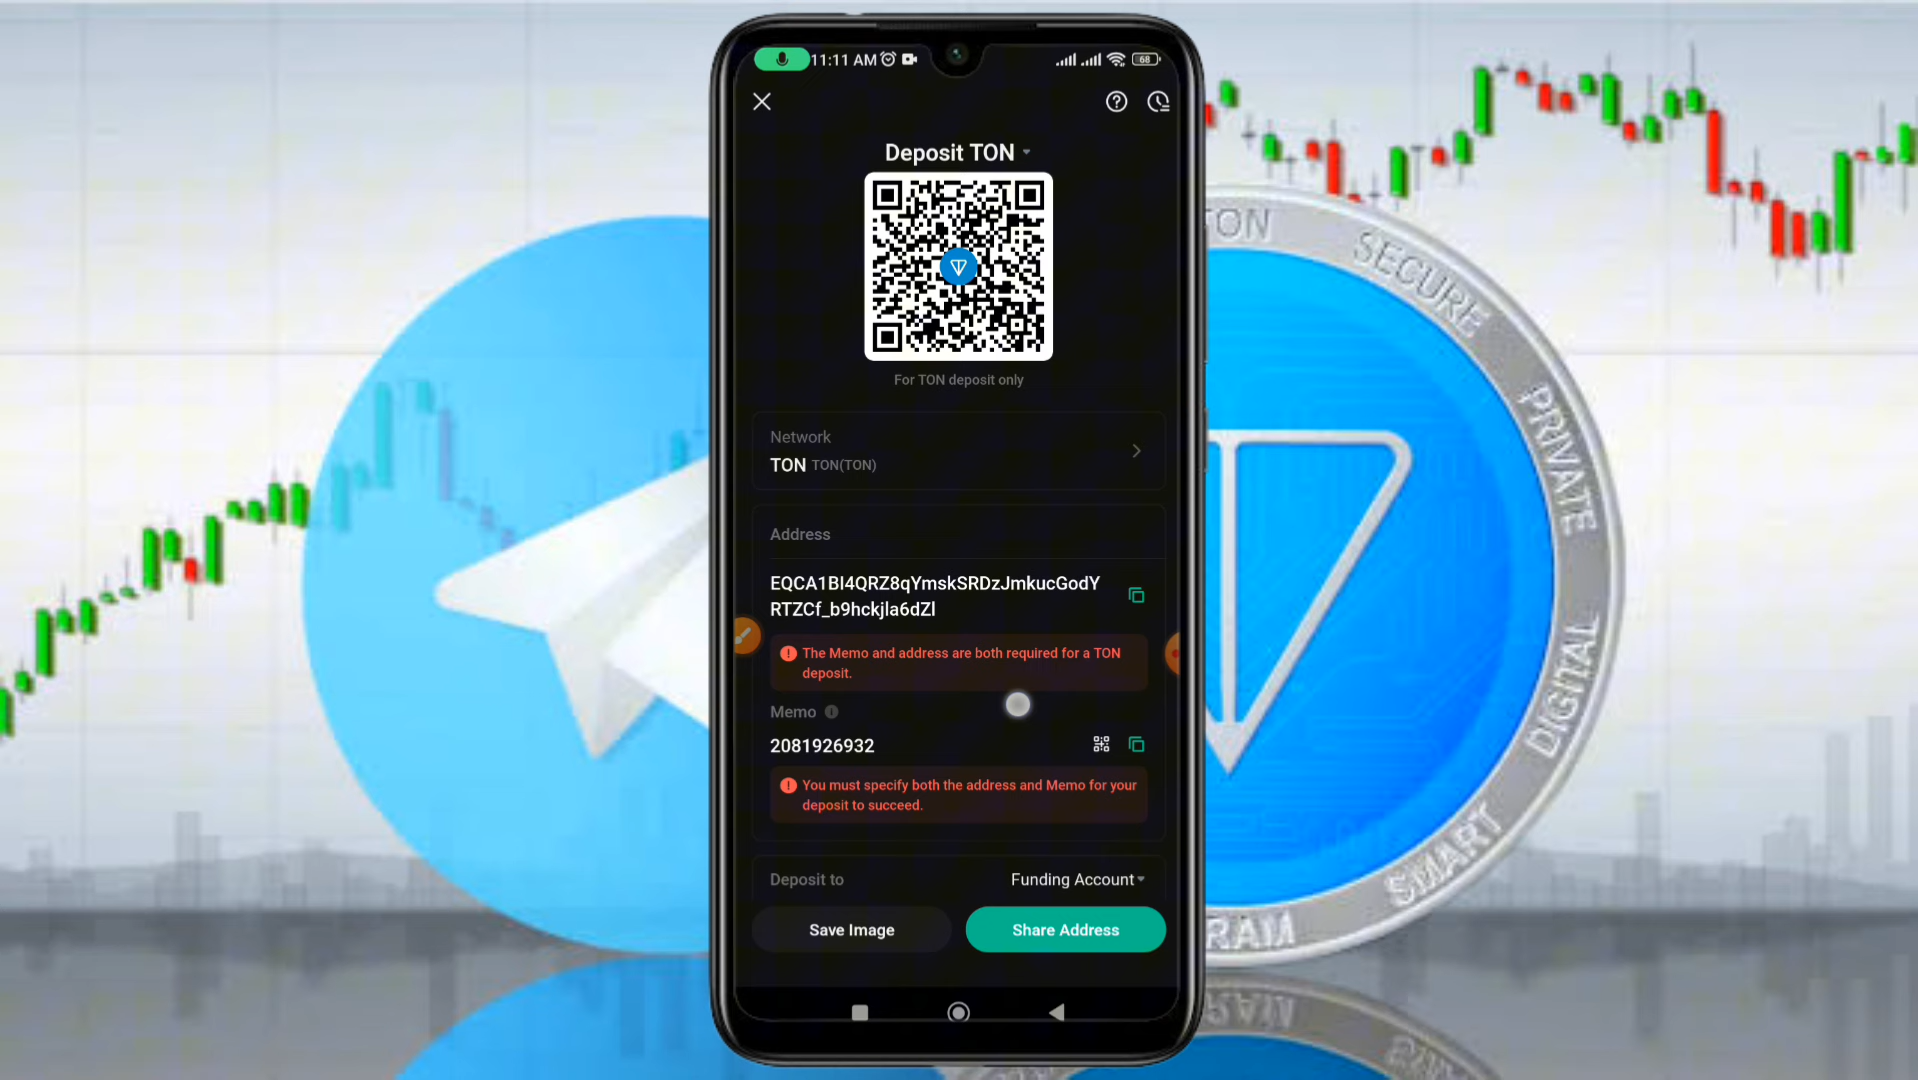 11:11 AM
68
Deposit TON
For TON deposit only
Network
TON TON(TON)
Address
EQCA1BI4QRZ8qYmskSRDzJmkucGodY
RTZCf_b9hckjla6dZl
The Memo and address are both required for a TON
deposit.
Memo
2081926932
You must specify both the address and Memo for your
deposit to succeed.
Deposit to
Funding Account
Save Image
Share Address
TON
SECURE
PRIVATE
DIGITAL
SMART